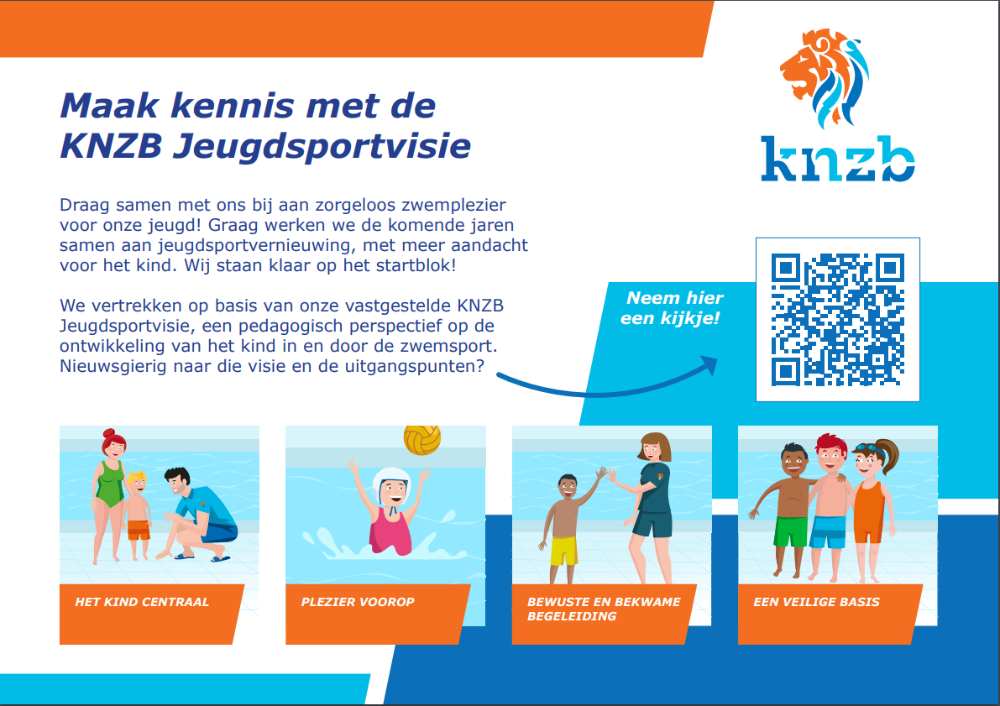 Maak kennis met de
KNZB Jeugdsportvisie
knzb
Draag samen met ons bij aan zorgeloos zwemplezier
voor onze jeugd! Graag werken we de komende jaren
samen aan jeugdsportvernieuwing, met meer aandacht
voor het kind. Wij staan klaar op het startblok!
We vertrekken op basis van onze vastgestelde KNZB
Jeugdsportvisie, een pedagogisch perspectief op de
ontwikkeling van het kind in en door de zwemsport.
Nieuwsgierig naar die visie en de uitgangspunten?
Neem hier
een kijkje!
HET KIND CENTRAAL
PLEZIER VOOROP
BEWUSTE EN BEKWAME
BEGELEIDING
EEN VEILIGE BASIS